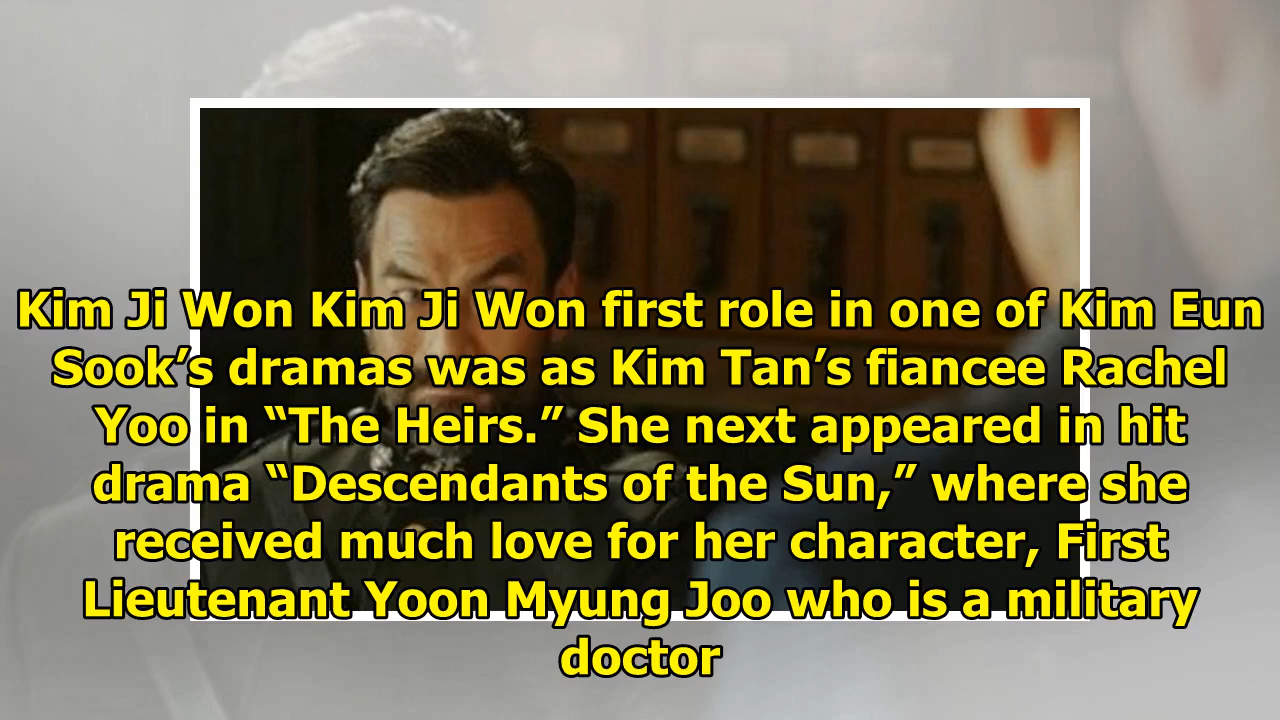 Kim Ji Won Kim Ji Won first role in one of Kim Eun
Sook’s dramas was as Kim Tan’s fiancee Rachel
Yoo in “The Heirs.” She next appeared in hit
drama “Descendants of the Sun,” where she
received much love for her character, First
Lieutenant Yoon Myung Joo who is a military
doctor